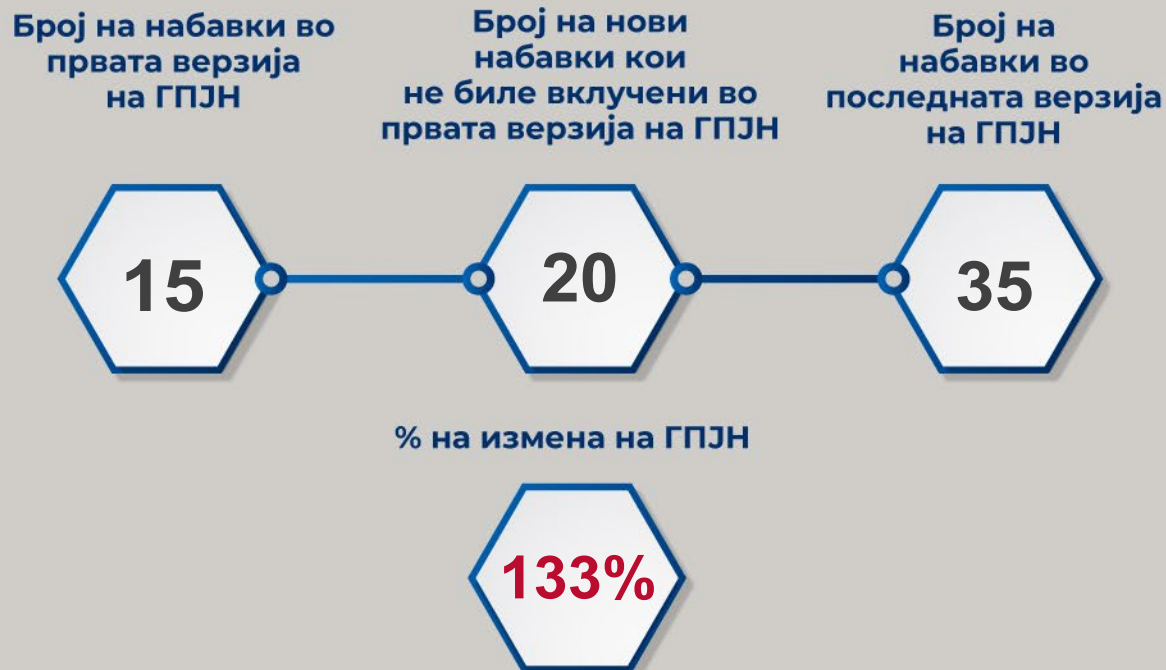 Број на набавки во
првата верзија
на ГПЈН
Број на нови
набавки кои
не биле вклучени во
првата верзија на ГПЈН
Број на
набавки во
последната верзија
на ГПЈН
15
20
35
% на измена на ГПЈН
133%